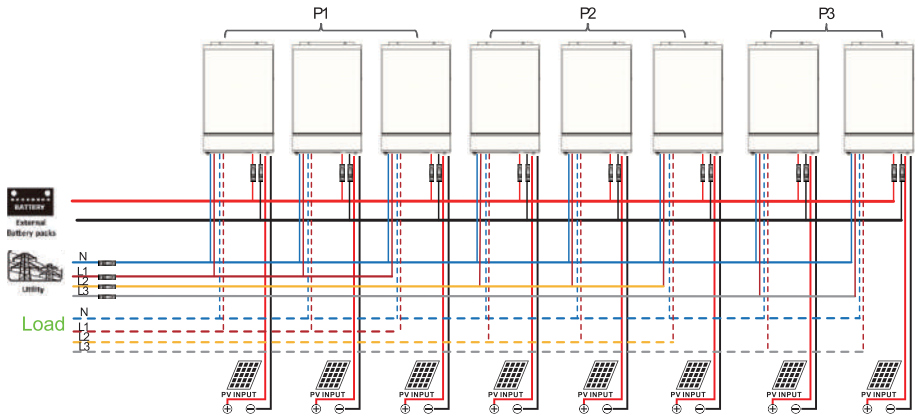 P1 P2 P3
BATTERY
External
Battery packs
N
L1
L2
L3
Utility
Load
N
L1
L2
L3
PV INPUT PV INPUT PV INPUT PV INPUT PV INPUT PV INPUT PV INPUT PV INPUT